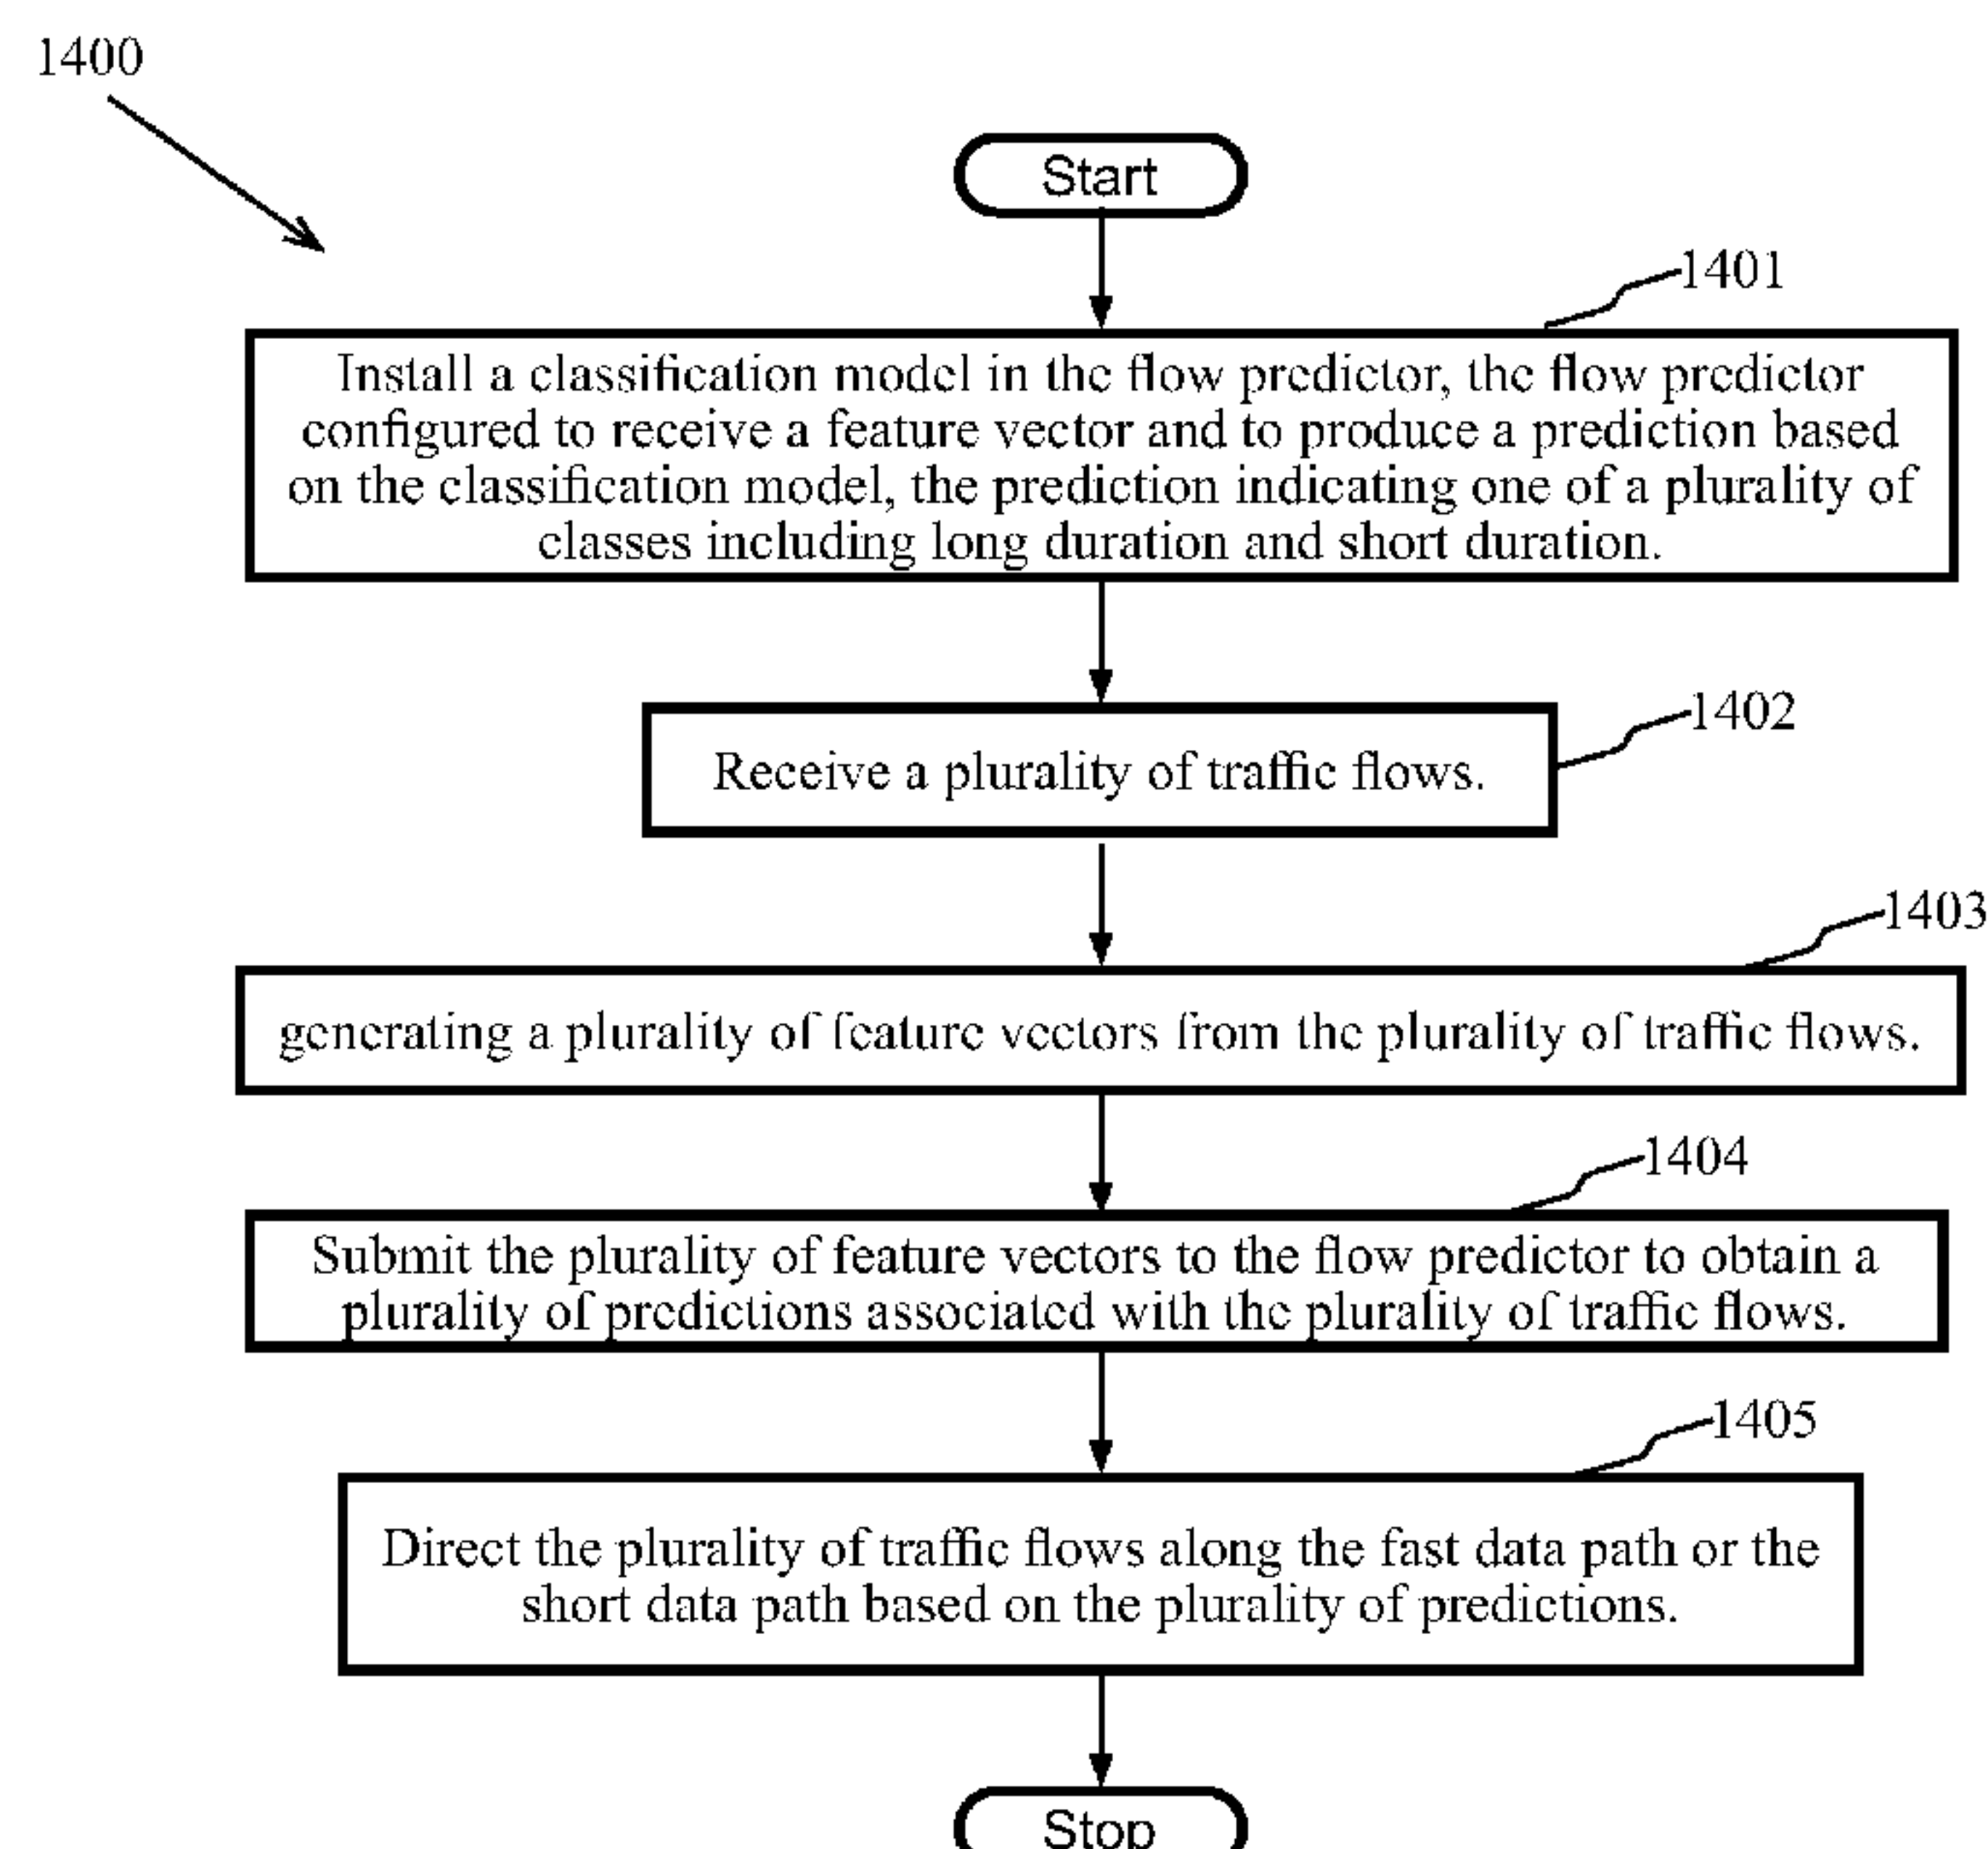 1400
Start
1401
Install a classification model in the flow predictor, the flow predictor
configured to receive a feature vector and to produce a prediction based
on the classification model, the prediction indicating one of a plurality of
classes including long duration and short duration.
1402
Receive a plurality of traffic flows.
1403
generating a plurality of feature vectors from the plurality of traffic flows.
1404
Submit the plurality of feature vectors to the flow predictor to obtain a
plurality of predictions associated with the plurality of traffic flows.
1405
Direct the plurality of traffic flows along the fast data path or the
short data path based on the plurality of predictions.
Stop